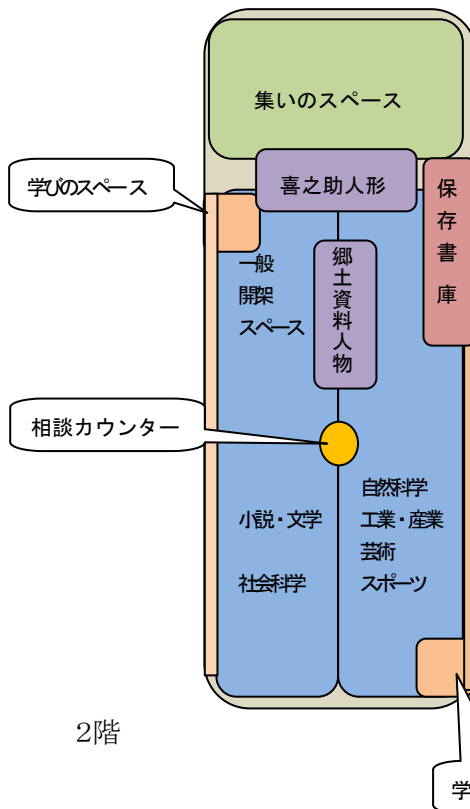 集いのスペース
学びのスペース
喜之助人形
保存書庫
郷土資料人物
一般
開架
スペース
相談カウンター
自然科学
小説・文学
工業・産業
芸術
社会科学
スポーツ
2階
学